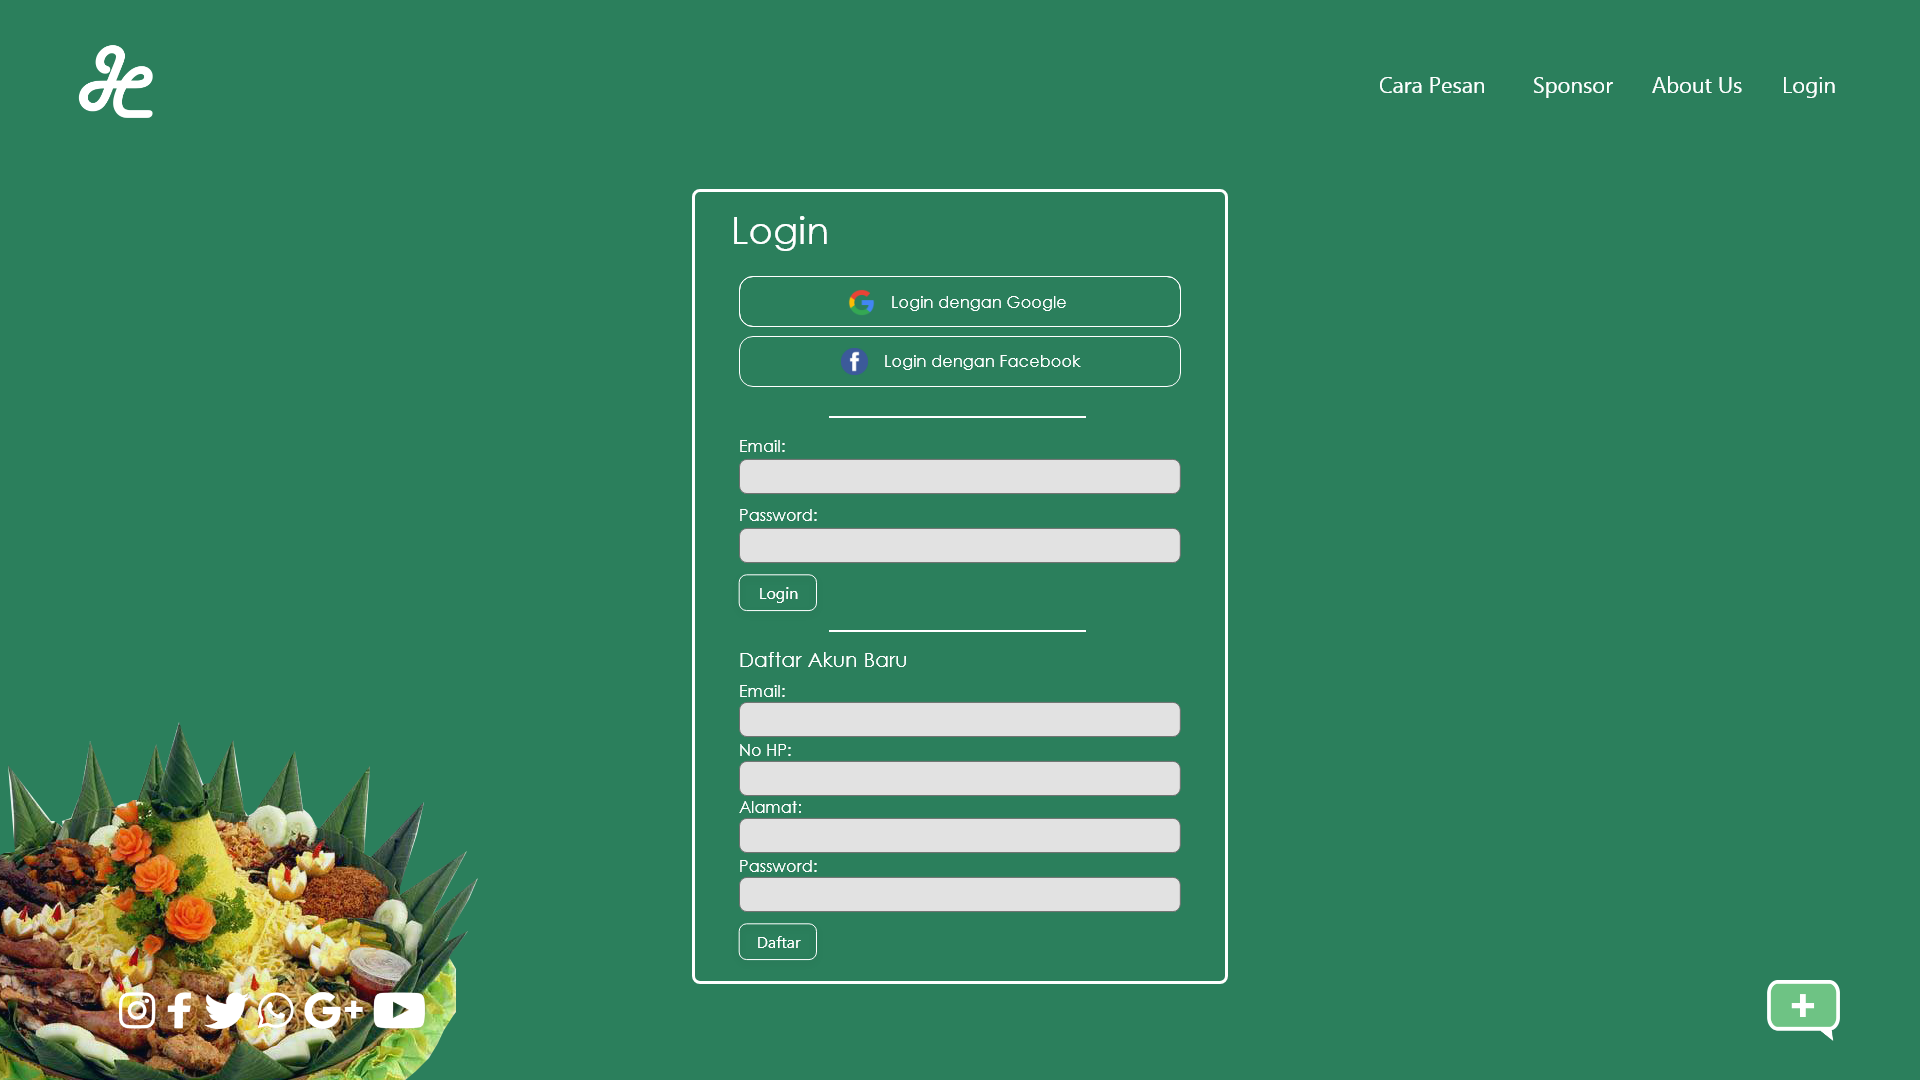 Cara Pesan
Sponsor
About Us
Login
Login
Login dengan Google
Login dengan Facebook
Email:
Password:
Login
Daftar Akun Baru
Email:
No HP:
Alamat:
Password:
Daftar